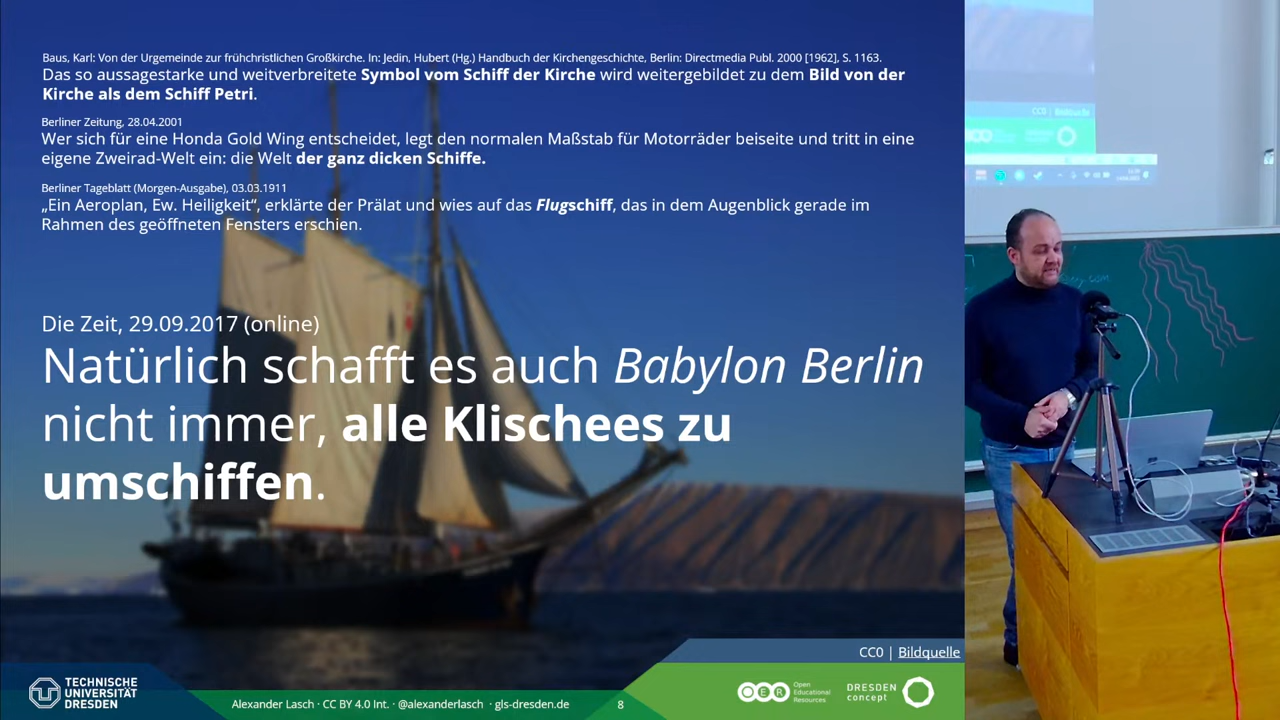 Baus, Karl: Von der Urgemeinde zur frühchristlichen Großkirche. In: Jedin, Hubert (Hg.) Handbuch der Kirchengeschichte, Berlin: Directmedia Publ. 2000 [1962], S. 1163.
Das so aussagestarke und weitverbreitete Symbol vom Schiff der Kirche wird weitergebildet zu dem Bild von der
Kirche als dem Schiff Petri.
Berliner Zeitung, 28.04.2001
Wer sich für eine Honda Gold Wing entscheidet, legt den normalen Maßstab für Motorräder beiseite und tritt in eine
eigene Zweirad-Welt ein: die Welt der ganz dicken Schiffe.
Berliner Tageblatt (Morgen-Ausgabe), 03.03.1911
„Ein Aeroplan, Ew. Heiligkeit“, erklärte der Prälat und wies auf das Flugschiff, das in dem Augenblick gerade im
Rahmen des geöffneten Fensters erschien.
Die Zeit, 29.09.2017 (online)
Natürlich schafft es auch Babylon Berlin
nicht immer, alle Klischees zu
umschiffen.
CC0 | Bildquelle
TECHNISCHE
UNIVERSITÄT
DRESDEN
Alexander Lasch · CC BY 4.0 Int. · @alexanderlasch · gls-dresden.de
8
OER
Open
Educational
Resources
DRESDEN
concept
CC0 | Bildquelle